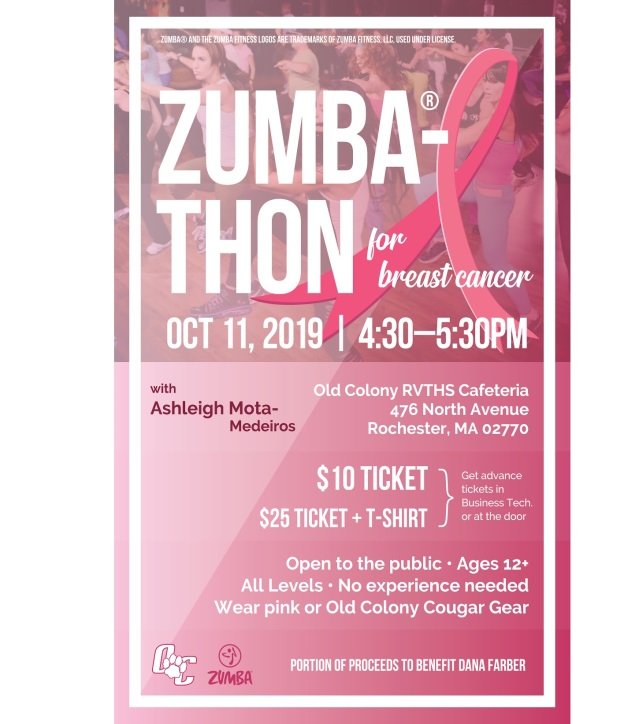 ZUMBA® AND THE ZUMBA FITNESS LOGOS ARE TRADEMARKS OF ZUMBA FITNESS, LLC, USED UNDER LICENSE.
ZUMBA®-
THON
for
breast cancer
OCT 11, 2019 | 4:30–5:30PM
with
Ashleigh Mota-
Medeiros
Old Colony RVTHS Cafeteria
476 North Avenue
Rochester, MA 02770
$10 TICKET
$25 TICKET + T-SHIRT
Get advance
tickets in
Business Tech.
or at the door
Open to the public • Ages 12+
All Levels • No experience needed
Wear pink or Old Colony Cougar Gear
OC
ZUMBA
PORTION OF PROCEEDS TO BENEFIT DANA FARBER